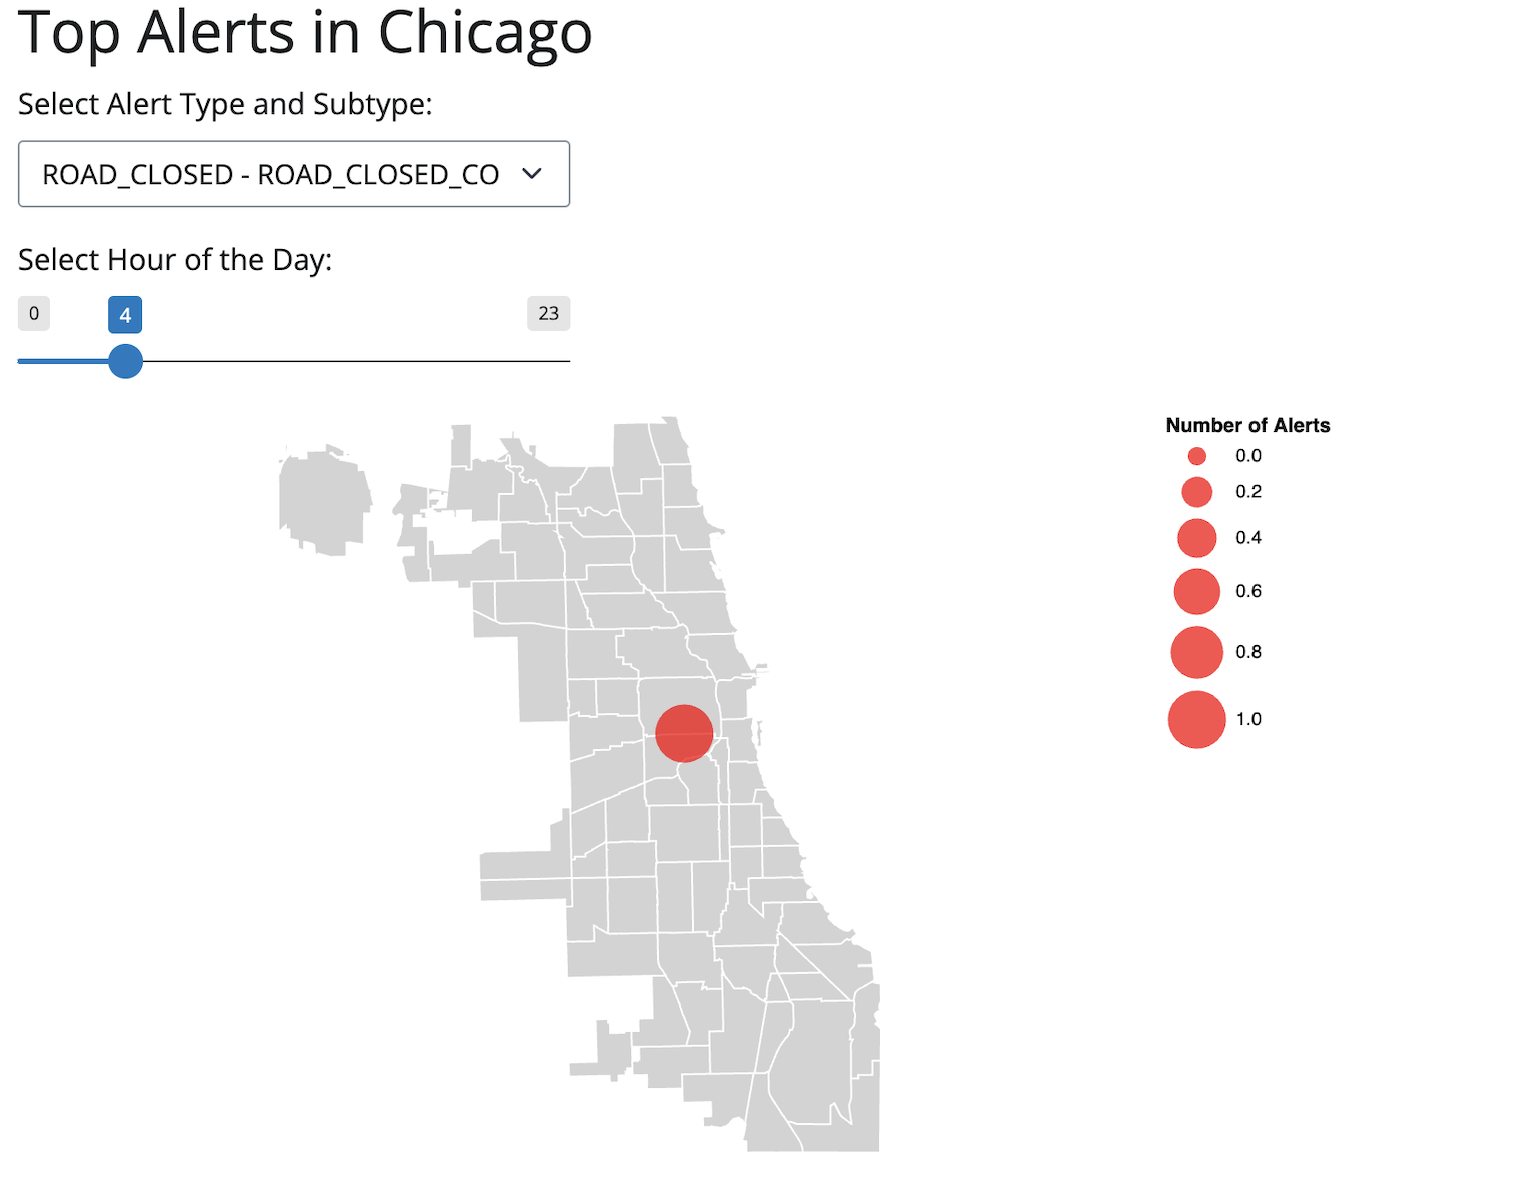 Top Alerts in Chicago
Select Alert Type and Subtype:
ROAD_CLOSED - ROAD_CLOSED_CO
Select Hour of the Day:
0 4 23
Number of Alerts
0.0
0.2
0.4
0.6
0.8
1.0